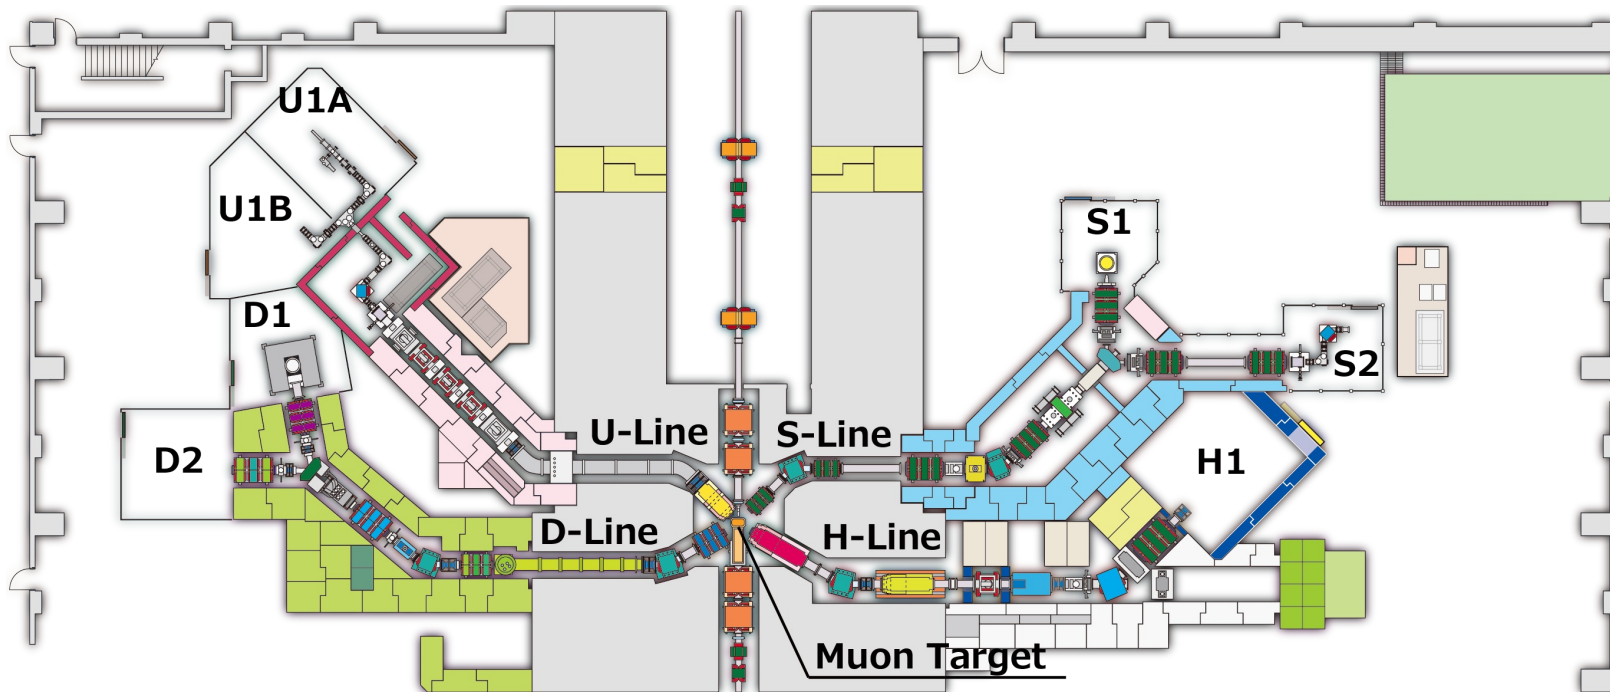 U1A
U1B
S1
D1
S2
U-Line
S-Line
D2
H1
D-Line
H-Line
Muon Target